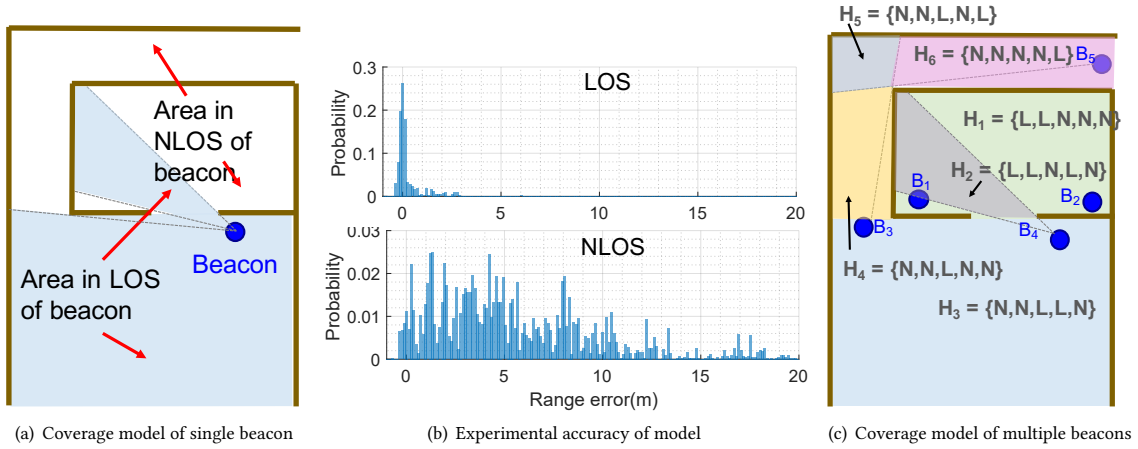 Area in
NLOS of
beacon
Beacon
Area in LOS
of beacon
(a) Coverage model of single beacon
LOS
Probability
0.3
0.2
0.1
0
0 5 10 15 20
NLOS
Probability
0.03
0.02
0.01
0
0 5 10 15 20
Range error(m)
(b) Experimental accuracy of model
H5 = {N,N,L,N,L}
H6 = {N,N,N,N,L}
B5
H1 = {L,L,N,N,N}
H2 = {L,L,N,L,N}
B1
B2
B3
B4
H4 = {N,N,L,N,N}
H3 = {N,N,L,L,N}
(c) Coverage model of multiple beacons